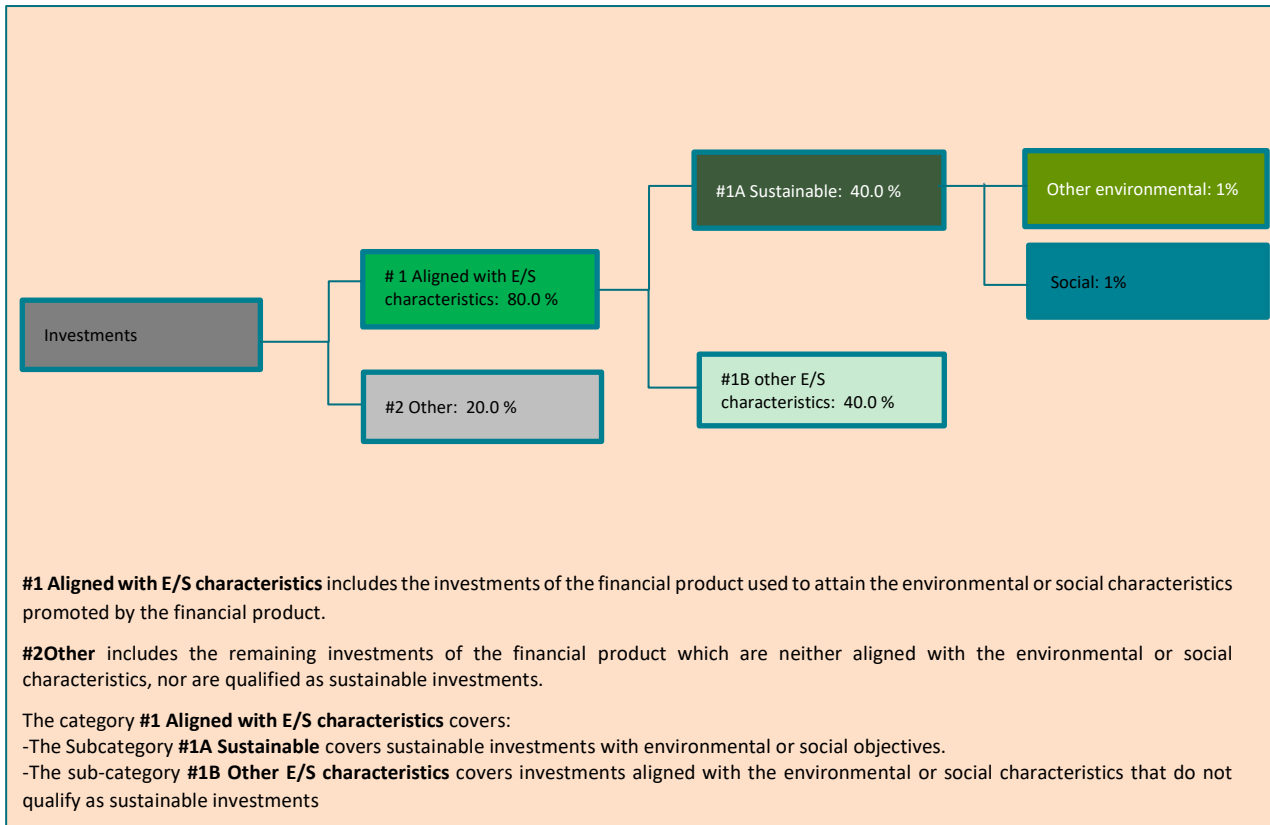 #1A Sustainable: 40.0 %
Other environmental: 1%
Social: 1%
# 1 Aligned with E/S
characteristics: 80.0 %
Investments
#2 Other: 20.0 %
#1B other E/S
characteristics: 40.0 %
#1 Aligned with E/S characteristics includes the investments of the financial product used to attain the environmental or social characteristics
promoted by the financial product.
#2Other includes the remaining investments of the financial product which are neither aligned with the environmental or social
characteristics, nor are qualified as sustainable investments.
The category #1 Aligned with E/S characteristics covers:
-The Subcategory #1A Sustainable covers sustainable investments with environmental or social objectives.
-The sub-category #1B Other E/S characteristics covers investments aligned with the environmental or social characteristics that do not
qualify as sustainable investments